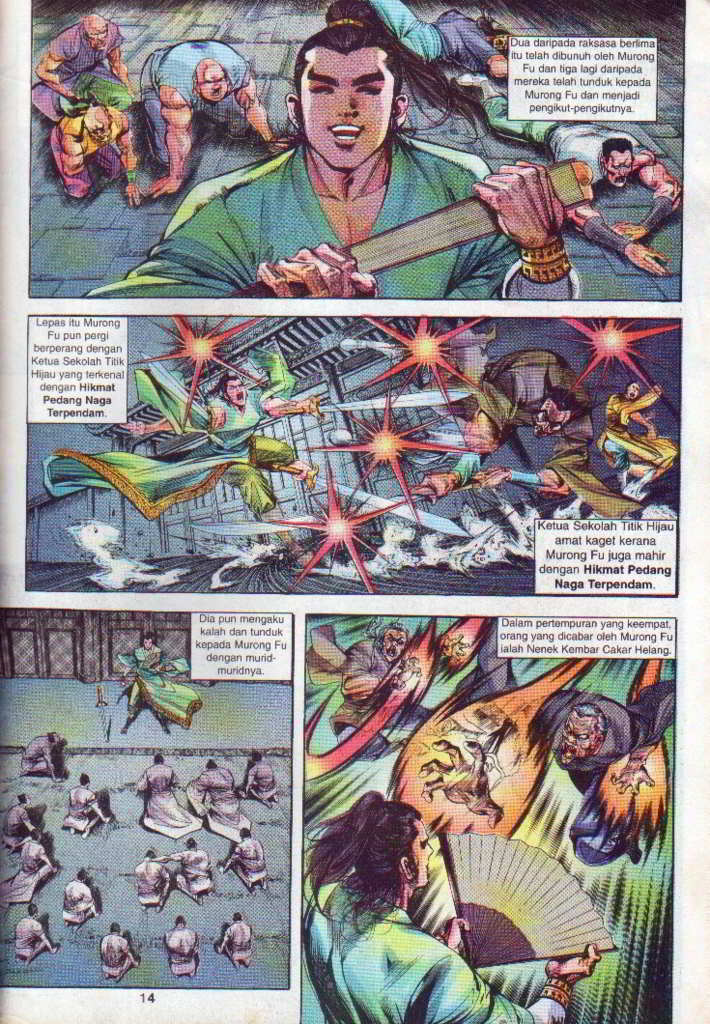 Dua daripada raksasa berlima
itu telah dibunuh oleh Murong
Fu dan tiga lagi daripada
mereka telah tunduk kepada
Murong Fu dan menjadi
pengikut-pengikutnya.
Lepas itu Murong
Fu pun pergi
berperang dengan
Ketua Sekolah Titik
Hijau yang terkenal
dengan Hikmat
Pedang Naga
Terpendam.
Ketua Sekolah Titik Hijau
amat kaget kerana
Murong Fu juga mahir
dengan Hikmat Pedang
Naga Terpendam.
Dia pun mengaku
kalah dan tunduk
kepada Murong Fu
dengan murid-
muridnya.
Dalam pertempuran yang keempat,
orang yang dicabar oleh Murong Fu
ialah Nenek Kembar Cakar Helang.
14